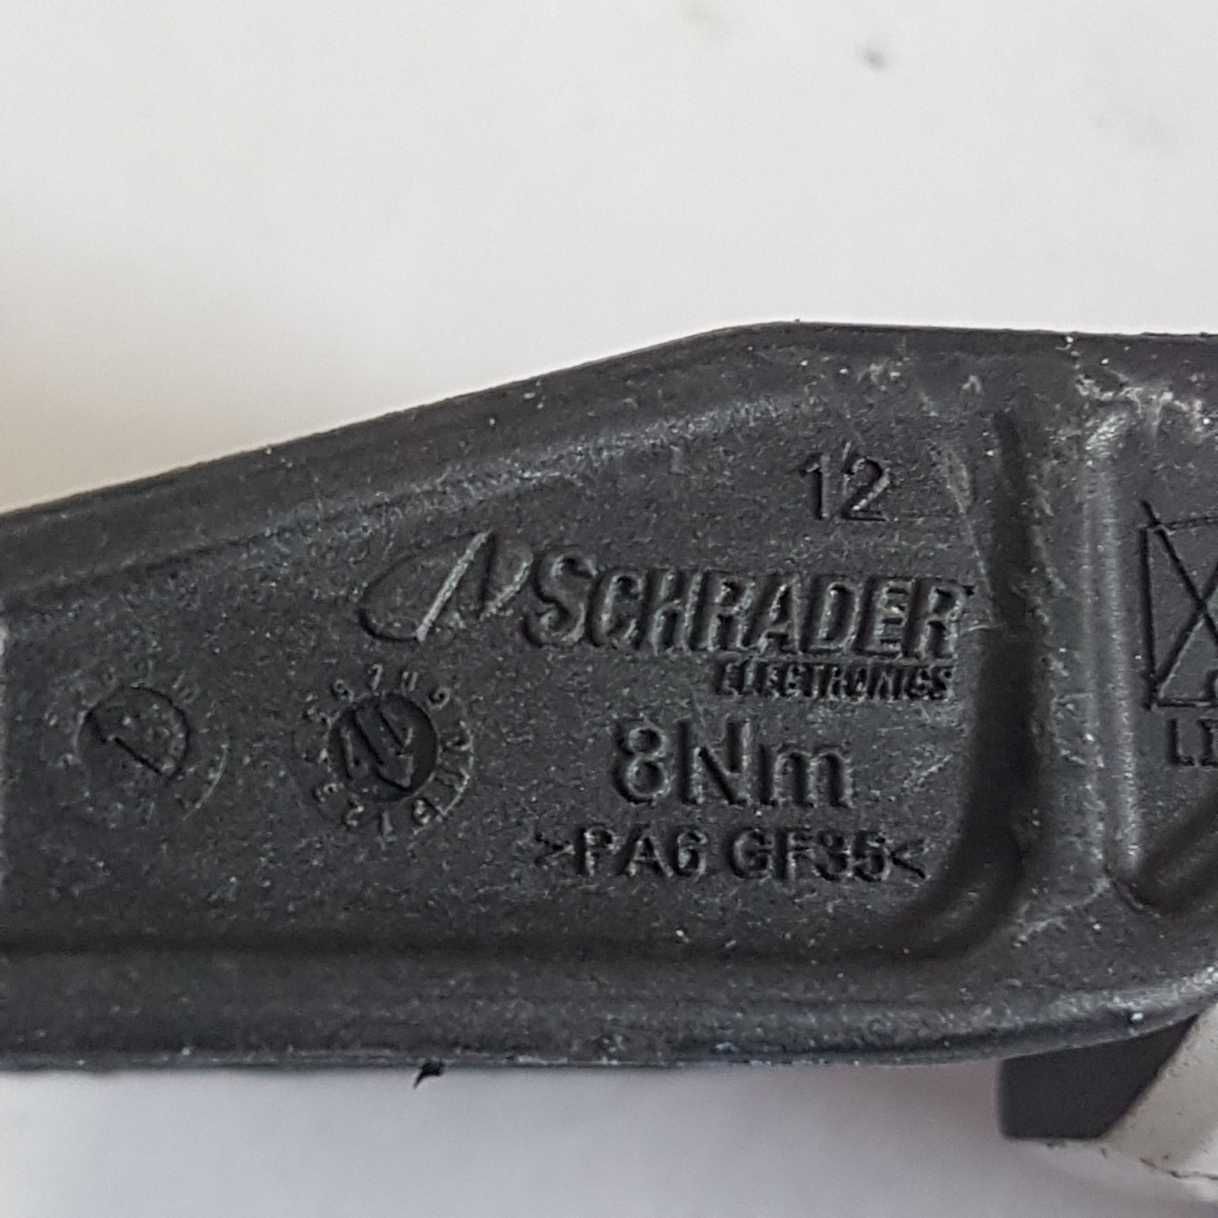 12
SCHRADER
ELECTRONICS
8Nm
>PA6 GF35<